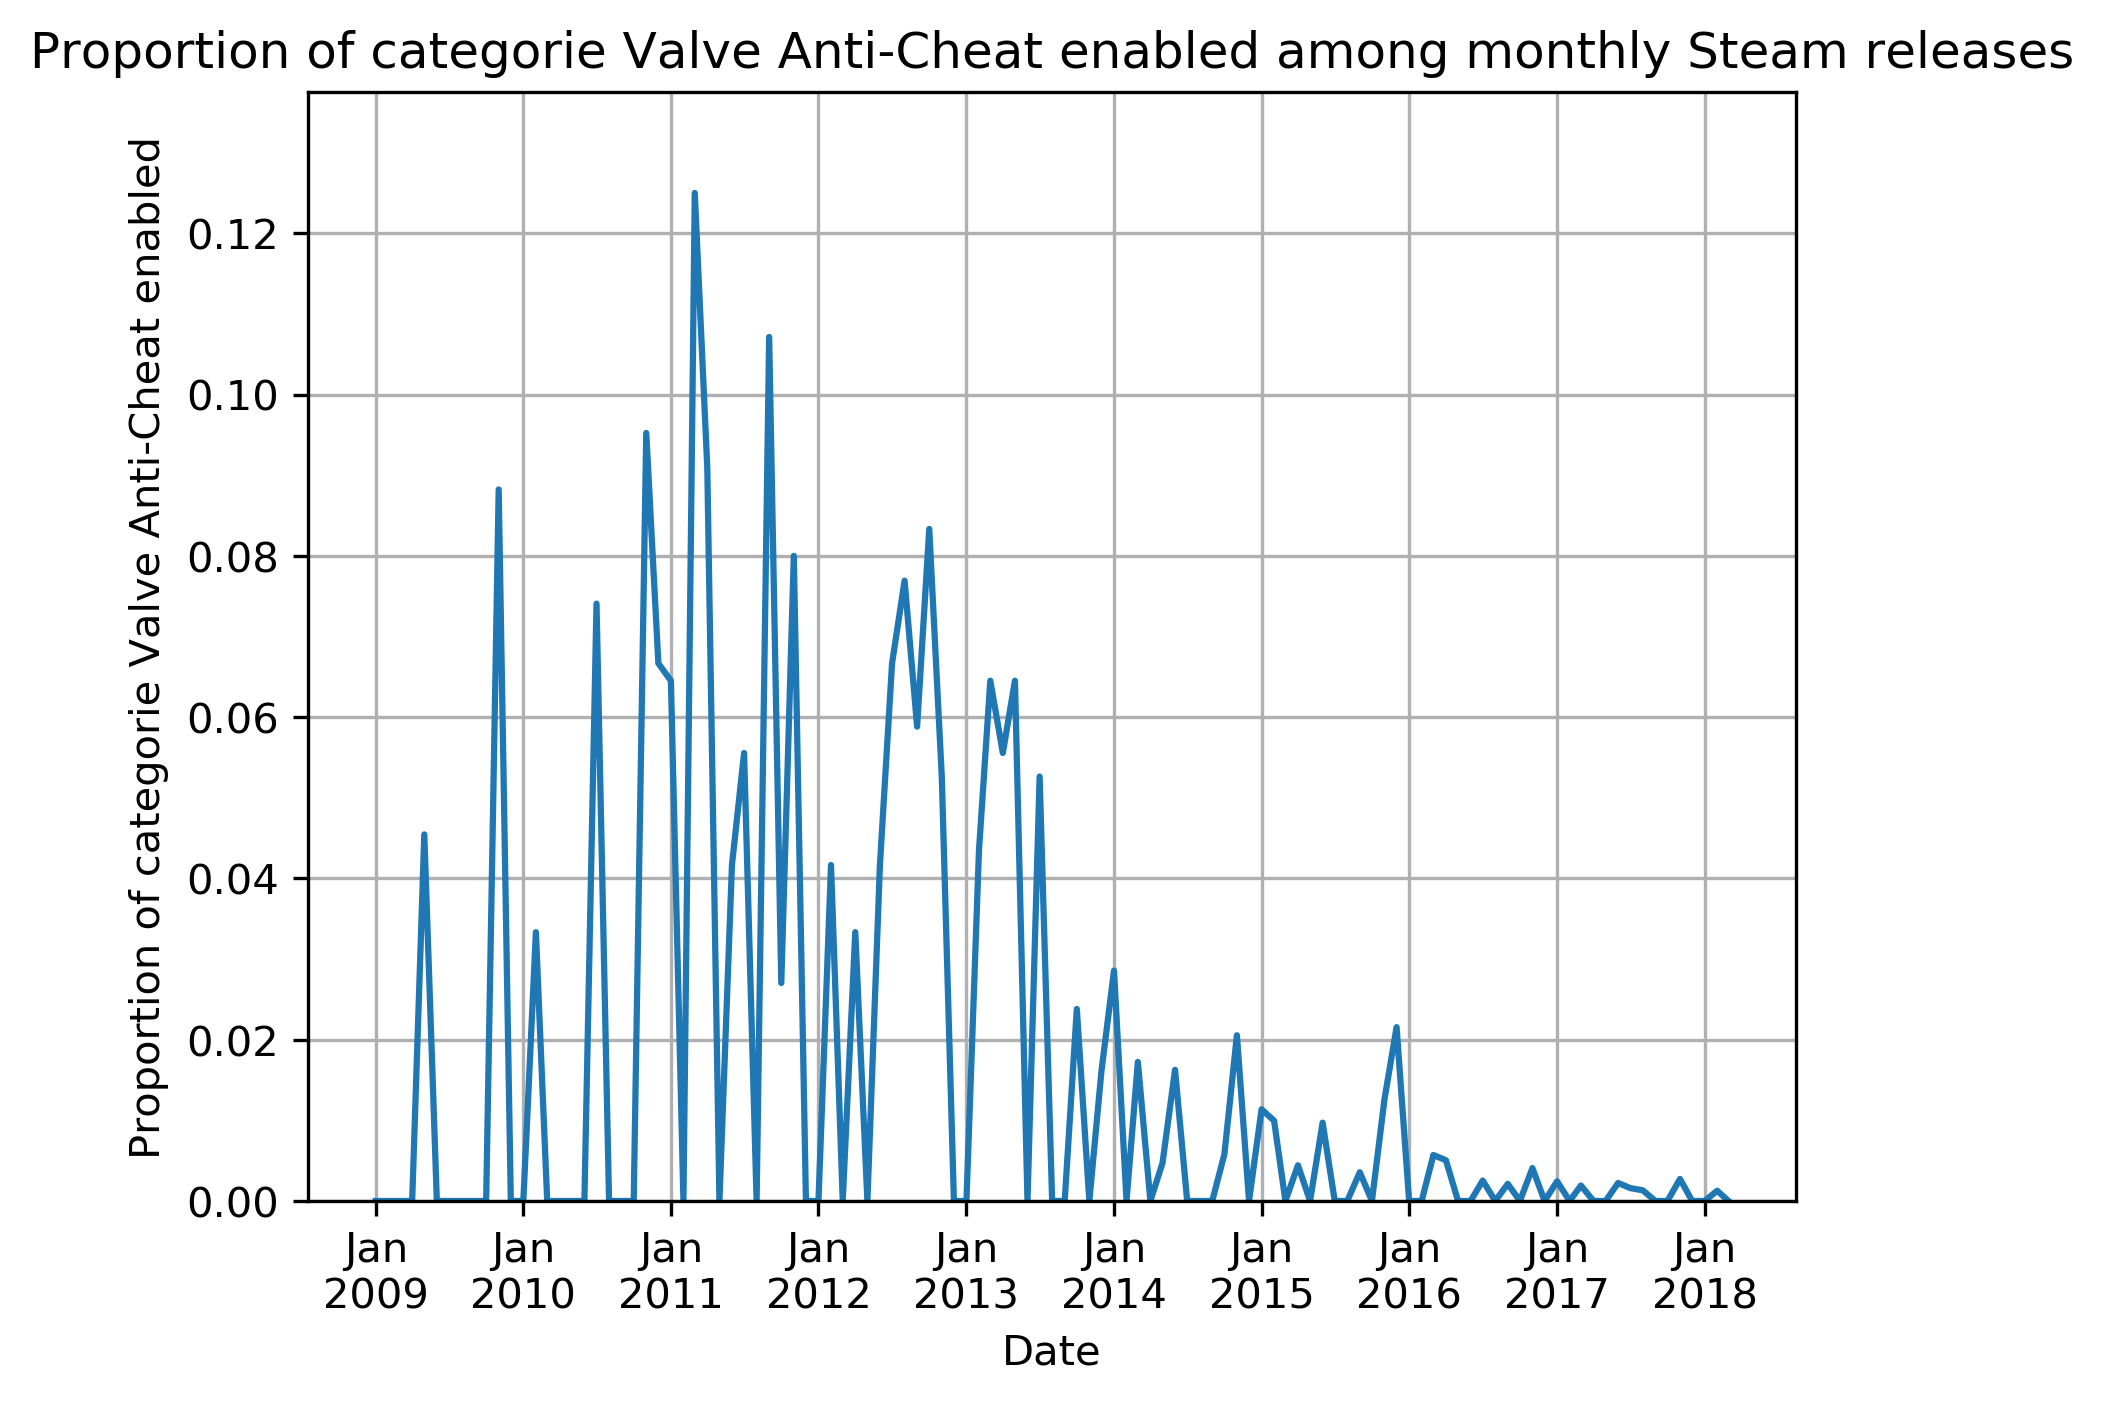 Proportion of categorie Valve Anti-Cheat enabled among monthly Steam releases
Proportion of categorie Valve Anti-Cheat enabled
0.12
0.10
0.08
0.06
0.04
0.02
0.00
Jan Jan Jan Jan Jan Jan Jan Jan Jan Jan
2009 2010 2011 2012 2013 2014 2015 2016 2017 2018
Date